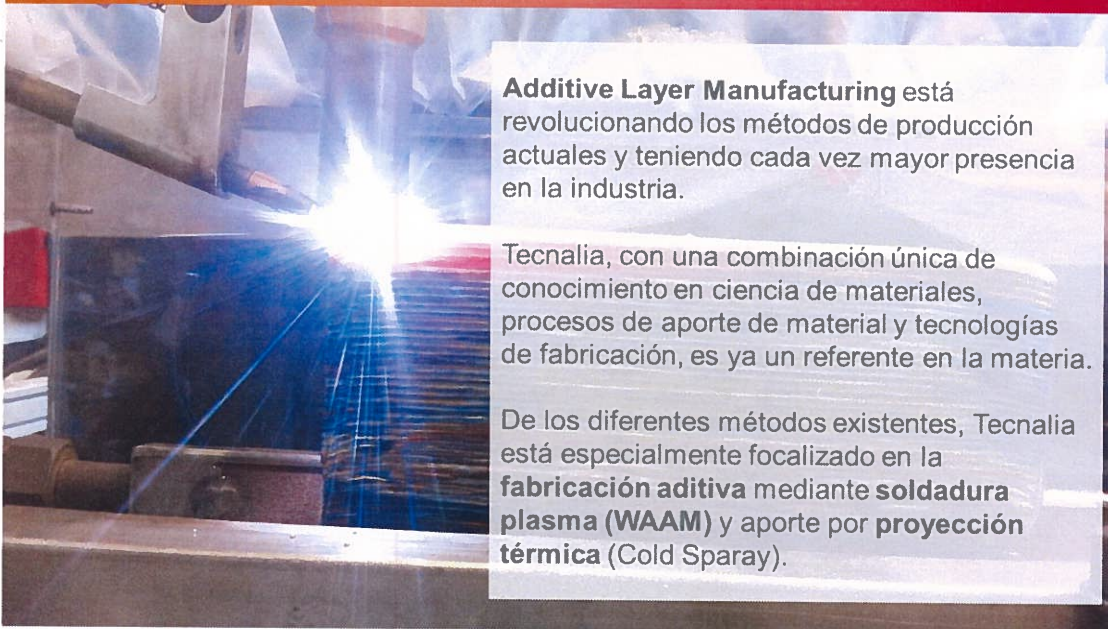 Additive Layer Manufacturing está
revolucionando los métodos de producción
actuales y teniendo cada vez mayor presencia
en la industria.
Tecnalia, con una combinación única de
conocimiento en ciencia de materiales,
procesos de aporte de material y tecnologías
de fabricación, es ya un referente en la materia.
De los diferentes métodos existentes, Tecnalia
está especialmente focalizado en la
fabricación aditiva mediante soldadura
plasma (WAAM) y aporte por proyección
térmica (Cold Sparay).